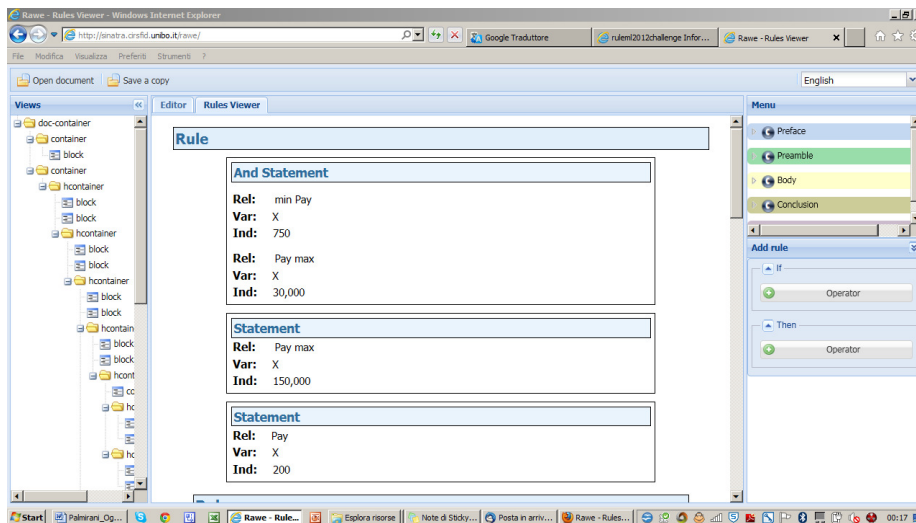 Rawe - Rules Viewer - Windows Internet Explorer
http://sinatra.cirsfid.unibo.it/rawe/
Google Traduttore
ruleml2012challenge Infor...
Rawe - Rules Viewer
File Modifica Visualizza Preferiti Strumenti ?
Open document
Save a copy
English
Views
Editor
Rules Viewer
Menu
doc-container
container
block
container
hcontainer
block
block
hcontainer
block
block
hcontainer
block
block
hcontain
block
block
hcont
cc
hc
hc
Rule
And Statement
Rel: min Pay
Var: X
Ind: 750
Rel: Pay max
Var: X
Ind: 30,000
Statement
Rel: Pay max
Var: X
Ind: 150,000
Statement
Rel: Pay
Var: X
Ind: 200
Preface
Preamble
Body
Conclusion
Add rule
If
Operator
Then
Operator
Start
Palmirani_Og...
Rawe - Rule...
Esplora risorse
Note di Sticky...
Posta in arriv...
Rawe - Rules...
00:17